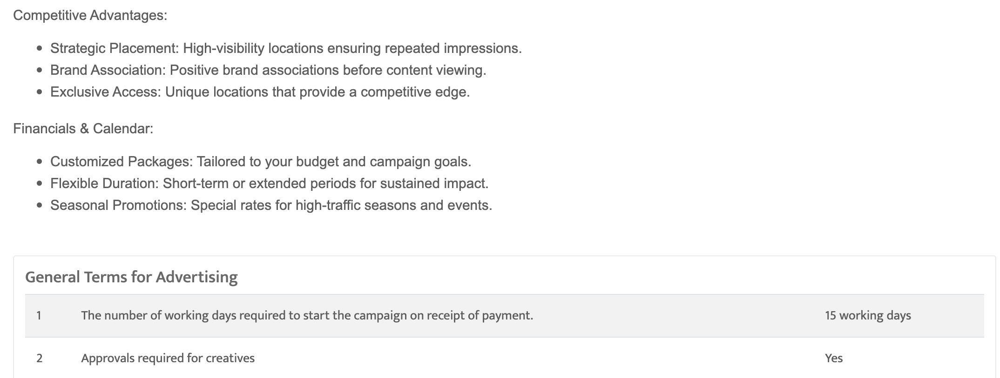 Competitive Advantages:
• Strategic Placement: High-visibility locations ensuring repeated impressions.
• Brand Association: Positive brand associations before content viewing.
• Exclusive Access: Unique locations that provide a competitive edge.
Financials & Calendar:
• Customized Packages: Tailored to your budget and campaign goals.
• Flexible Duration: Short-term or extended periods for sustained impact.
• Seasonal Promotions: Special rates for high-traffic seasons and events.
General Terms for Advertising
1 The number of working days required to start the campaign on receipt of payment. 15 working days
2 Approvals required for creatives Yes